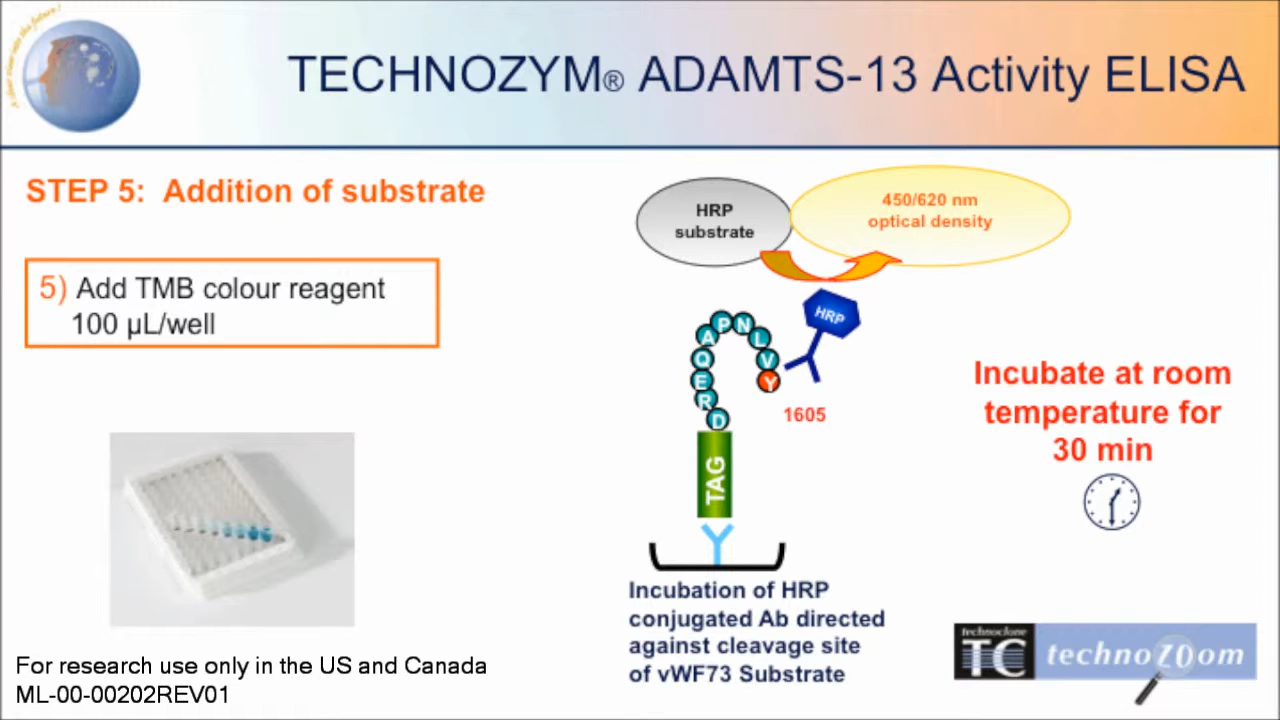 TECHNOZYM® ADAMTS-13 Activity ELISA
STEP 5: Addition of substrate
5) Add TMB colour reagent
100 µL/well
HRP
substrate
450/620 nm
optical density
HRP
D
R
E
Q
A
P
N
L
V
Y
1605
TAG
Incubate at room
temperature for
30 min
Incubation of HRP
conjugated Ab directed
against cleavage site
of vWF73 Substrate
For research use only in the US and Canada
ML-00-00202REV01
technoclone
TC technozoom